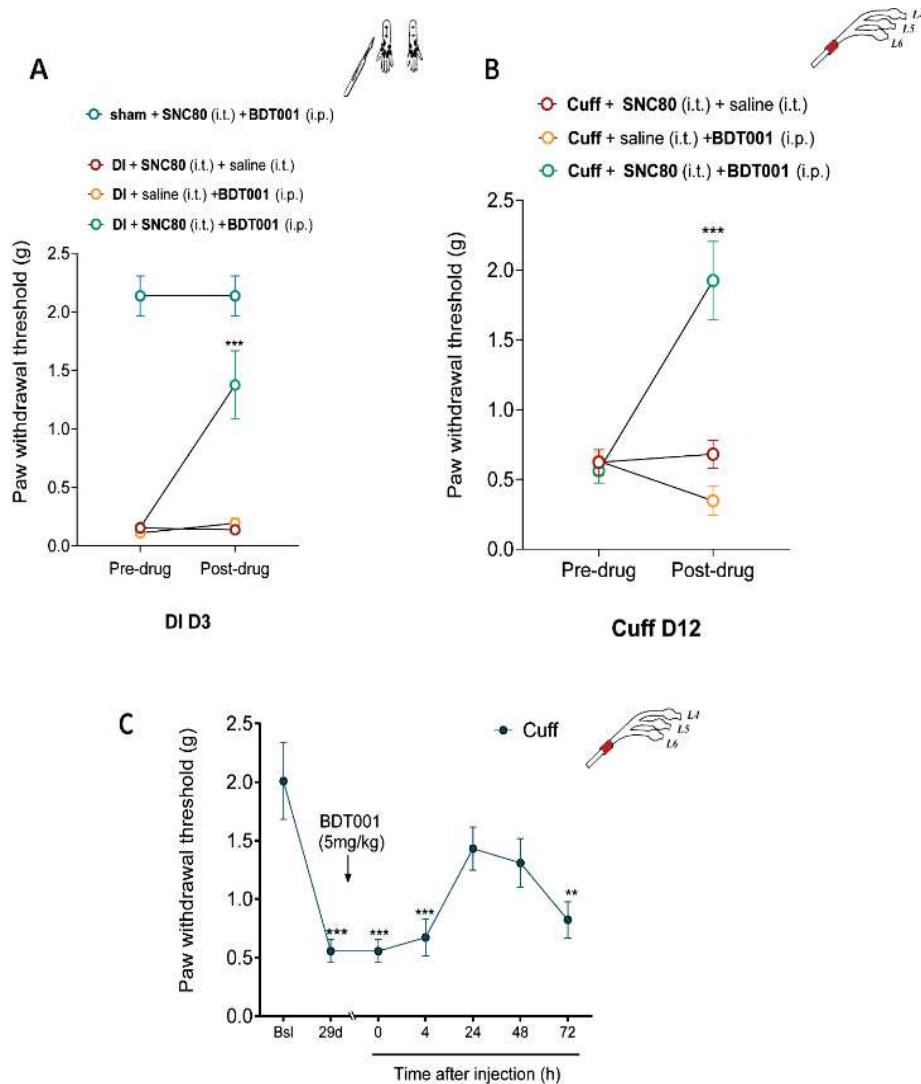 A
sham + SNC80 (i.t.) + BDT001 (i.p.)
DI + SNC80 (i.t.) + saline (i.t.)
DI + saline (i.t.) +BDT001 (i.p.)
DI + SNC80 (i.t.) + BDT001 (i.p.)
Paw withdrawal threshold (g)
2.5
2.0
1.5
1.0
0.5
0.0
***
Pre-drug Post-drug
DI D3
B
L5
L6
Cuff + SNC80 (i.t.) + saline (i.t.)
Cuff + saline (i.t.) +BDT001 (i.p.)
Cuff + SNC80 (i.t.) + BDT001 (i.p.)
Paw withdrawal threshold (g)
2.5
2.0
1.5
1.0
0.5
0.0
***
Pre-drug Post-drug
Cuff D12
C
Cuff
L4
L5
L6
Paw withdrawal threshold (g)
2.5
2.0
1.5
1.0
0.5
0.0
BDT001
(5mg/kg)
*** *** *** **
Bsl 29d 0 4 24 48 72
Time after injection (h)